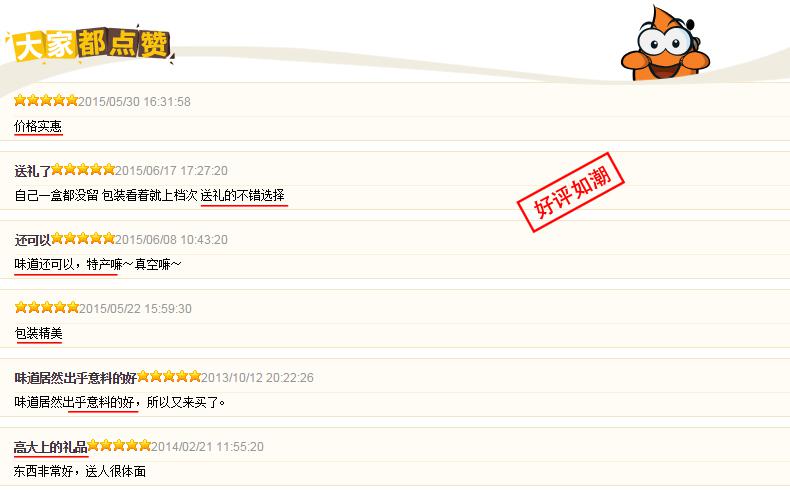 大家都点赞
2015/05/30 16:31:58
价格实惠
送礼了2015/06/17 17:27:20
自己一盒都没留 包装看着就上档次 送礼的不错选择
好评如潮
还可以2015/06/08 10:43:20
味道还可以，特产嘛～真空嘛～
2015/05/22 15:59:30
包装精美
味道居然出乎意料的好2013/10/12 20:22:26
味道居然出乎意料的好，所以又来买了。
高大上的礼品2014/02/21 11:55:20
东西非常好，送人很体面